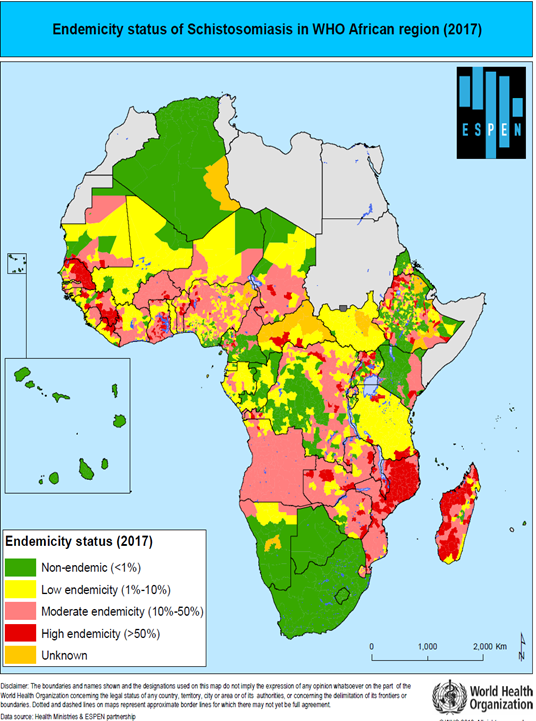 Endemicity status of Schistosomiasis in WHO African region (2017)
ESPEN
Endemicity status (2017)
Non-endemic (<1%)
Low endemicity (1%-10%)
Moderate endemicity (10%-50%)
High endemicity (>50%)
Unknown
0 1,000 2,000 Km
N
Disclaimer: The boundaries and names shown and the designations used on this map do not imply the expression of any opinion whatsoever on the part of the
World Health Organization concerning the legal status of any country, territory, city or area or of its authorities, or concerning the delimitation of its frontiers or
boundaries. Dotted and dashed lines on maps represent approximate border lines for which there may not yet be full agreement.
Data source: Health Ministries & ESPEN partnership
World Health
Organization